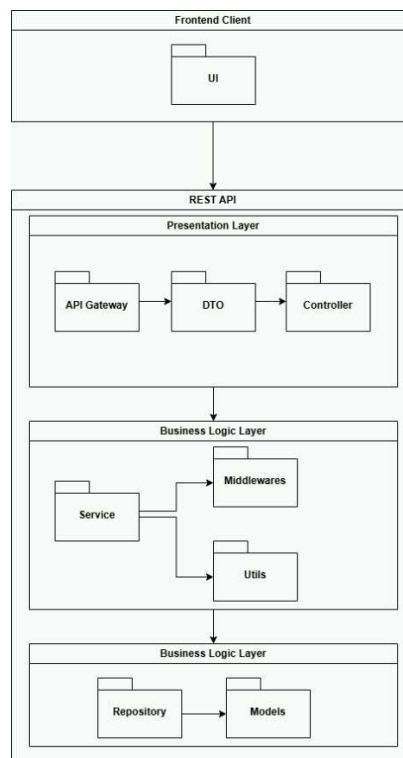 Frontend Client
UI
REST API
Presentation Layer
API Gateway
DTO
Controller
Business Logic Layer
Middlewares
Service
Utils
Business Logic Layer
Repository
Models